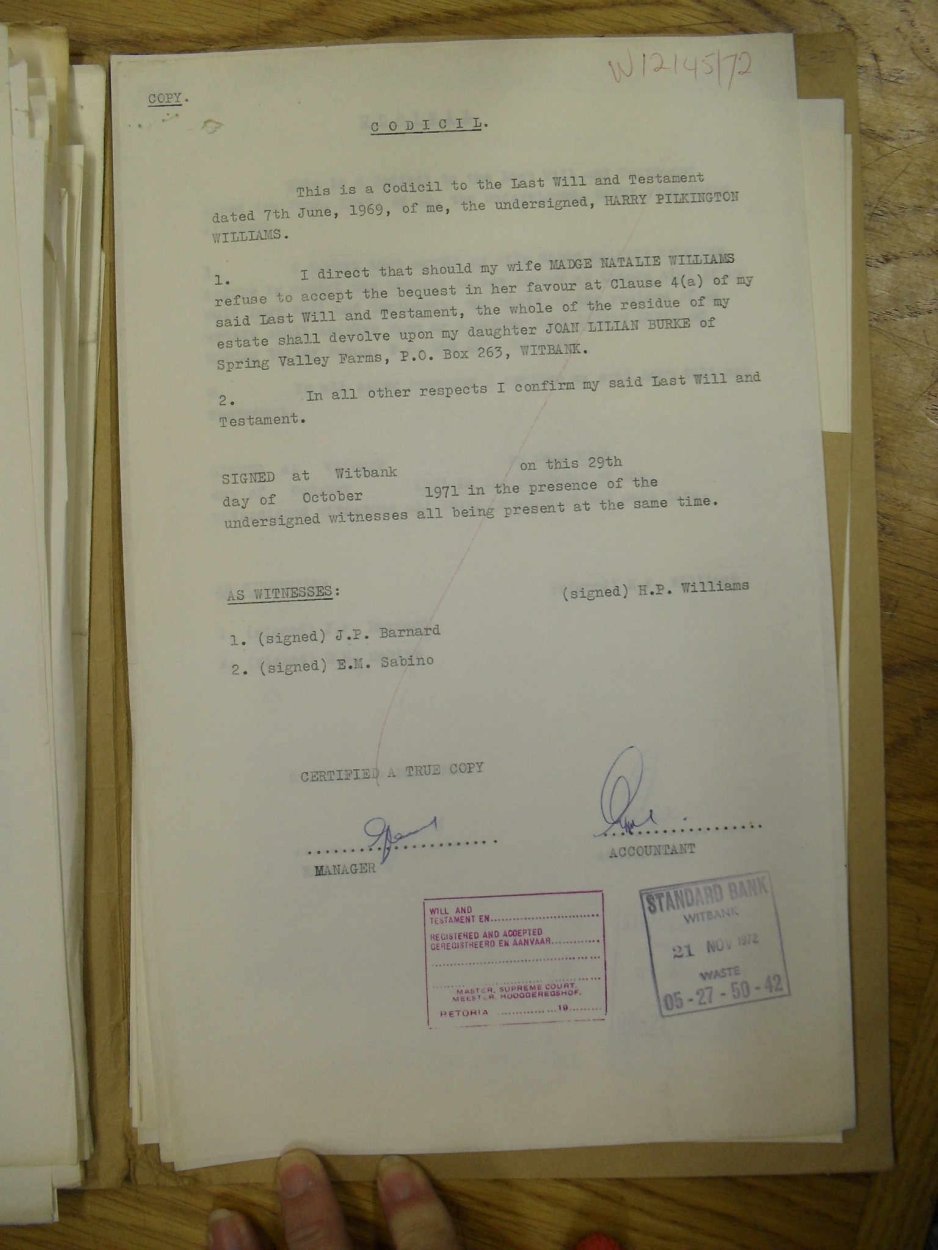 W12145/72
COPY.
CODICIL.
This is a Codicil to the Last Will and Testament
dated 7th June, 1969, of me, the undersigned, HARRY PILKINGTON
WILLIAMS.
1. I direct that should my wife MADGE NATALIE WILLIAMS
refuse to accept the bequest in her favour at Clause 4(a) of my
said Last Will and Testament, the whole of the residue of my
estate shall devolve upon my daughter JOAN LILIAN BURKE of
Spring Valley Farms, P.O. Box 263, WITBANK.
2. In all other respects I confirm my said Last Will and
Testament.
SIGNED at Witbank on this 29th
day of October 1971 in the presence of the
undersigned witnesses all being present at the same time.
AS WITNESSES: (signed) H.P. Williams
1. (signed) J.P. Barnard
2. (signed) E.M. Sabino
CERTIFIED A TRUE COPY
MANAGER ACCOUNTANT
WILL AND
TESTAMENT EN
REGISTERED AND ACCEPTED
GEREGISTREERD EN AANVAAR
MASTER, SUPREME COURT,
MEESTER, HOOGGEREGSHOF,
RETORIA 19
STANDARD BANK
WITBANK
21 NOV 1972
WASTE
05-27-50-42